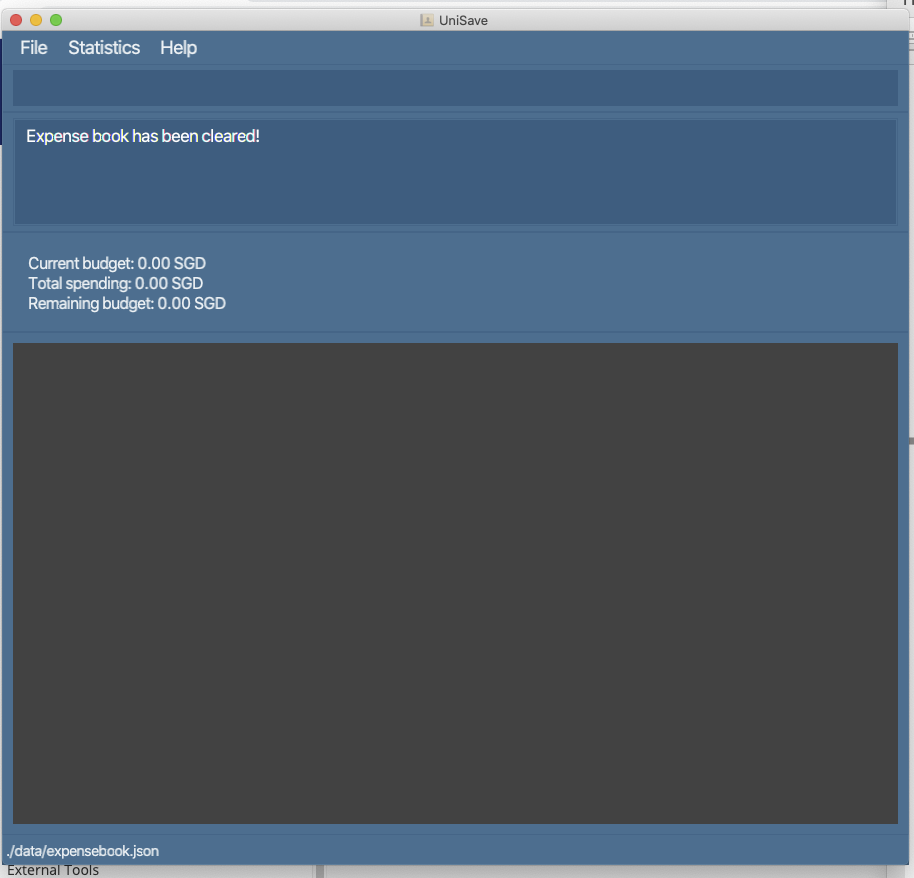 UniSave
File Statistics Help
Expense book has been cleared!
Current budget: 0.00 SGD
Total spending: 0.00 SGD
Remaining budget: 0.00 SGD
./data/expensebook.json
External Tools